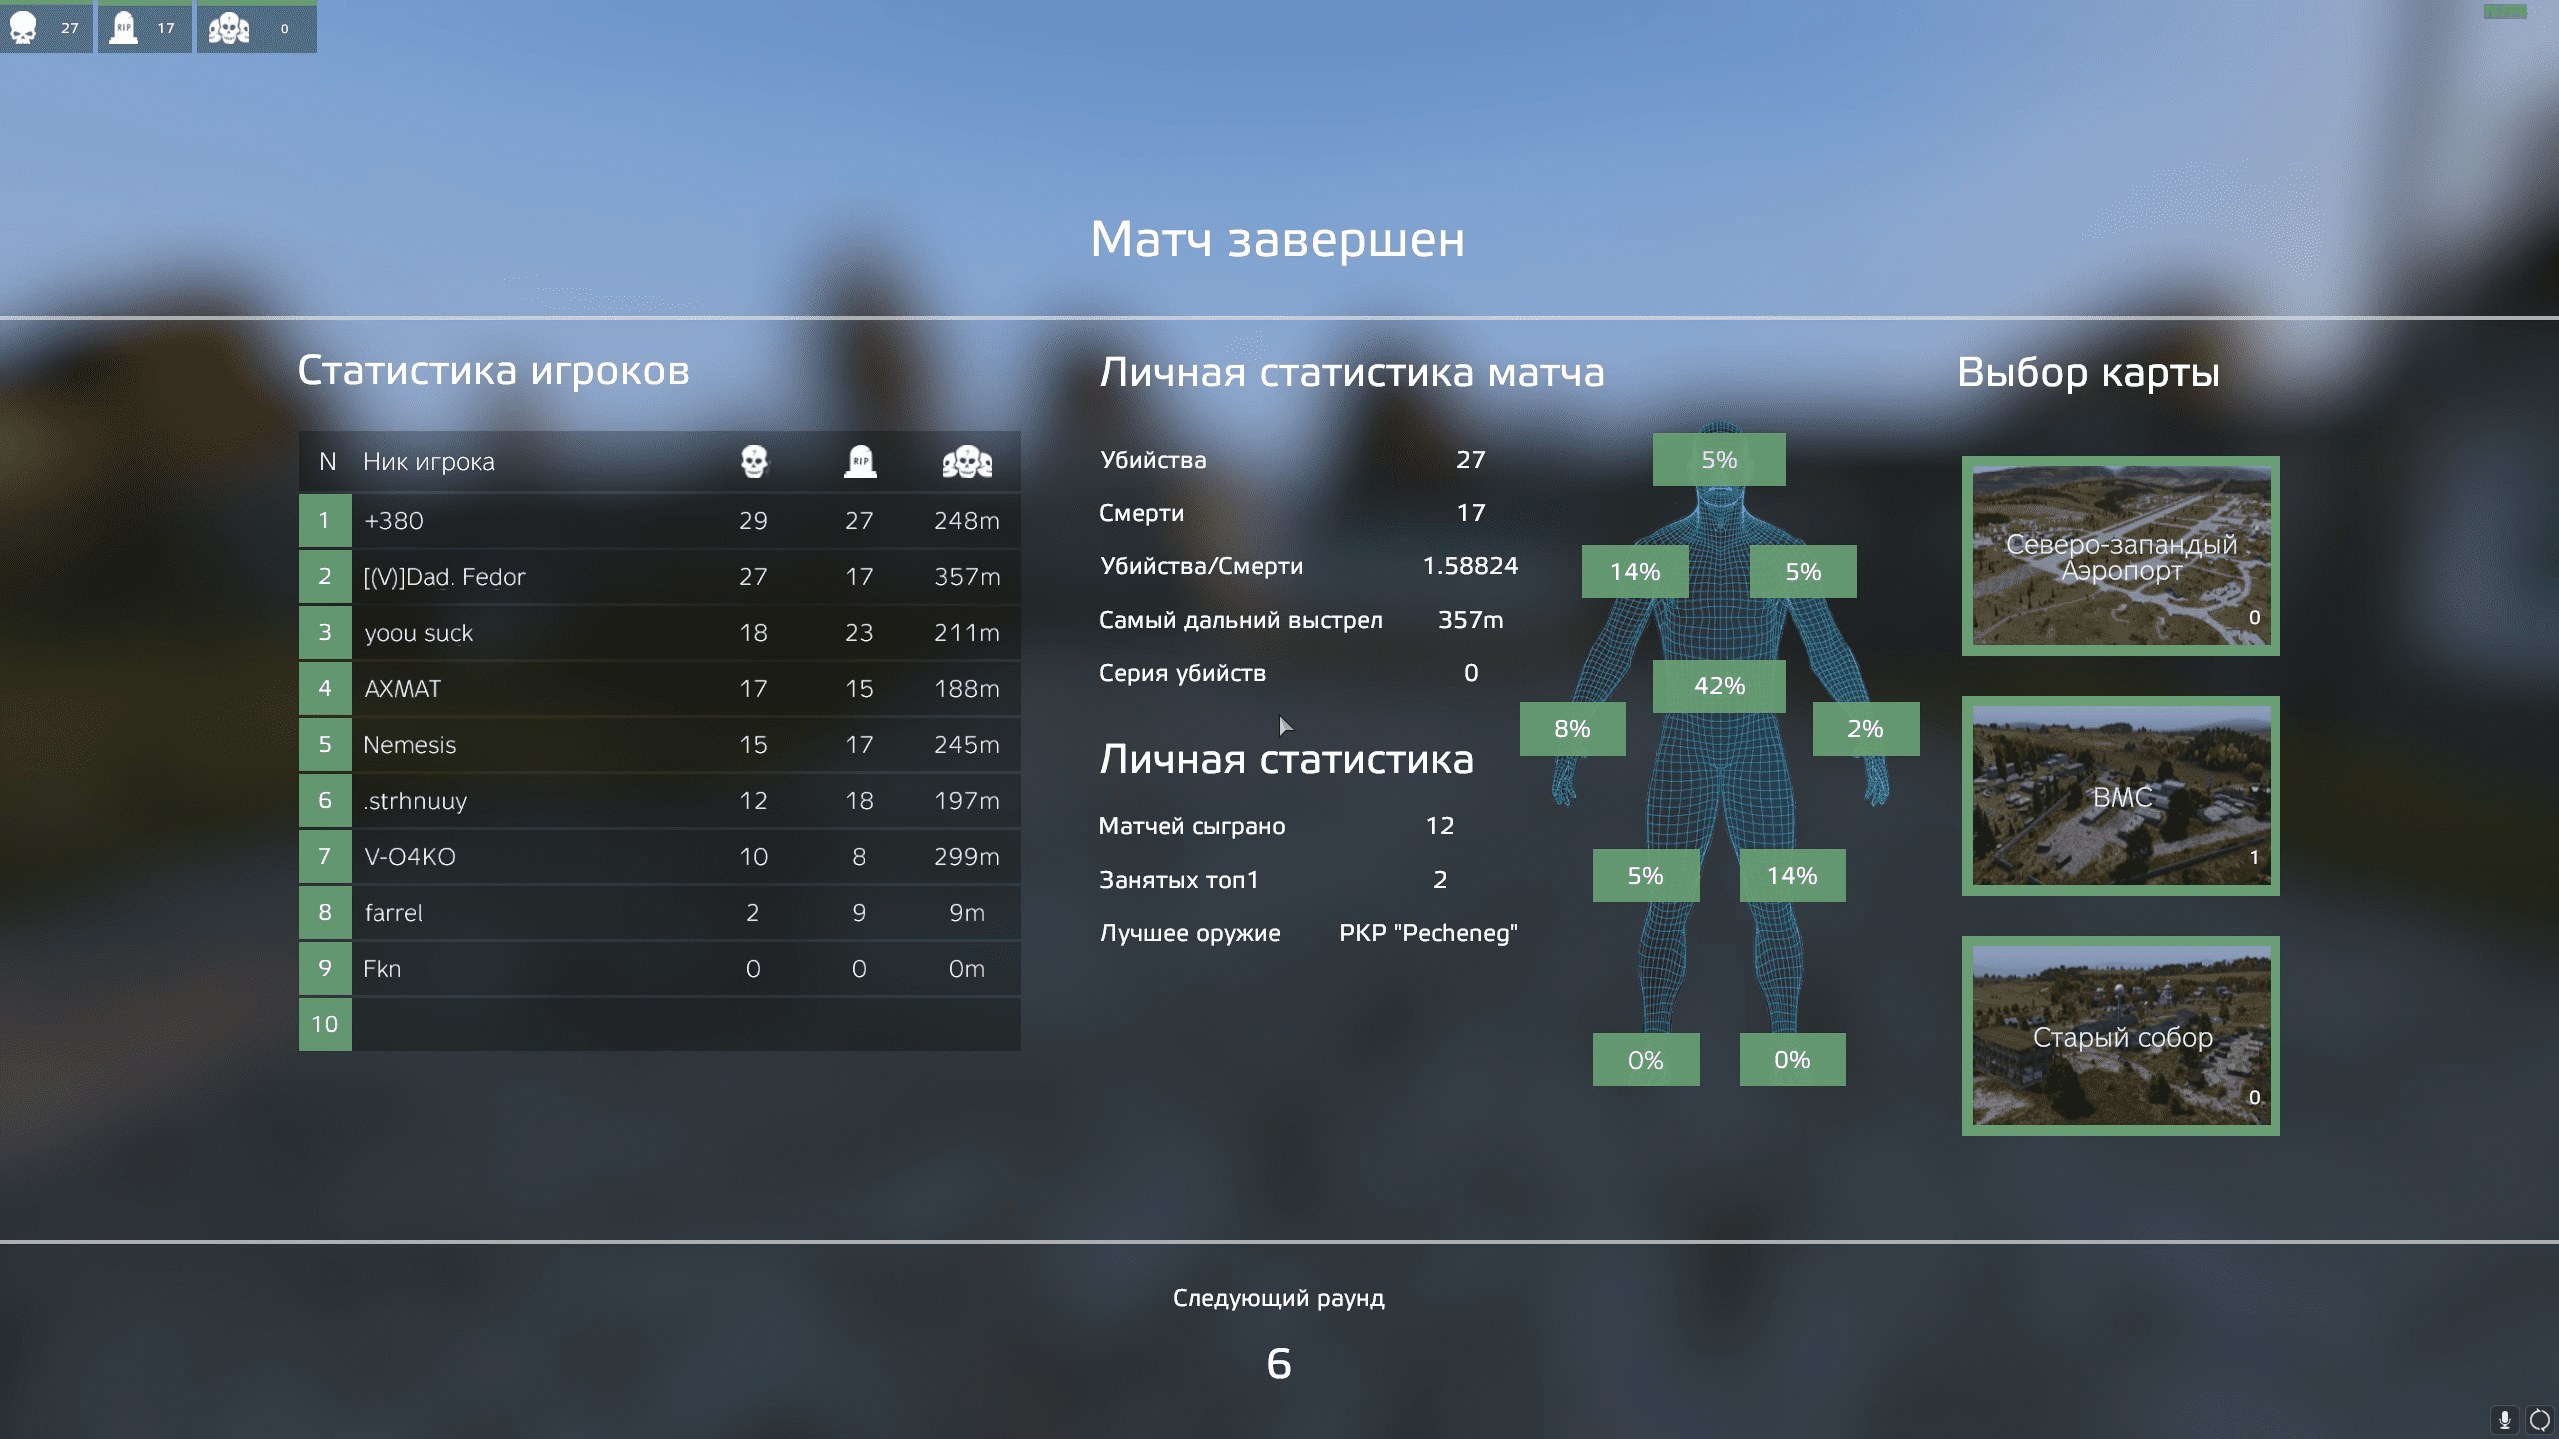 27 17 0
Матч завершен
Статистика игроков
N Ник игрока RIP
1 +380 29 27 248m
2 [(V)]Dad. Fedor 27 17 357m
3 yoou suck 18 23 211m
4 AXMAT 17 15 188m
5 Nemesis 15 17 245m
6 .strhnuuy 12 18 197m
7 V-O4KO 10 8 299m
8 farrel 2 9 9m
9 Fkn 0 0 0m
10
Личная статистика матча
Убийства 27
Смерти 17
Убийства/Смерти 1.58824
Самый дальний выстрел 357m
Серия убийств 0
Личная статистика
Матчей сыграно 12
Занятых топ1 2
Лучшее оружие РКР "Pecheneg"
5%
14% 5%
42%
8% 2%
5% 14%
0% 0%
Выбор карты
Северо-запандый
Аэропорт
0
ВМС
1
Старый собор
0
Следующий раунд
6